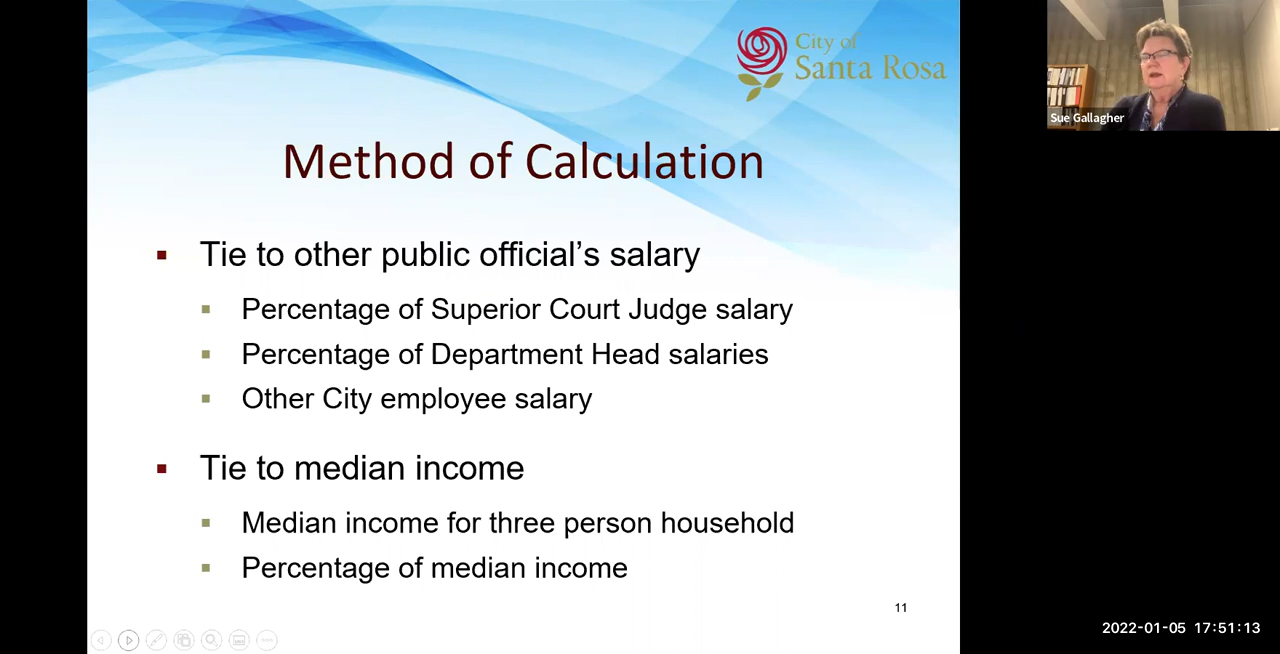 City of
Santa Rosa
Sue Gallagher
Method of Calculation
Tie to other public official’s salary
Percentage of Superior Court Judge salary
Percentage of Department Head salaries
Other City employee salary
Tie to median income
Median income for three person household
Percentage of median income
11
2022-01-05 17:51:13